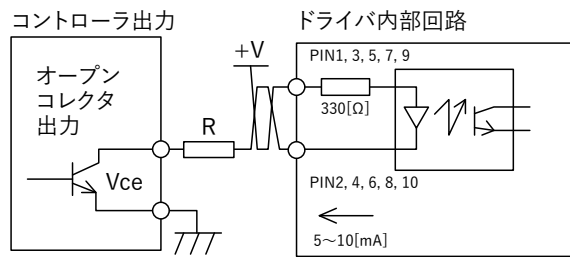 コントローラ出力
ドライバ内部回路
オープン
コレクタ
出力
Vce
R
+V
PIN1, 3, 5, 7, 9
330[Ω]
PIN2, 4, 6, 8, 10
5～10[mA]